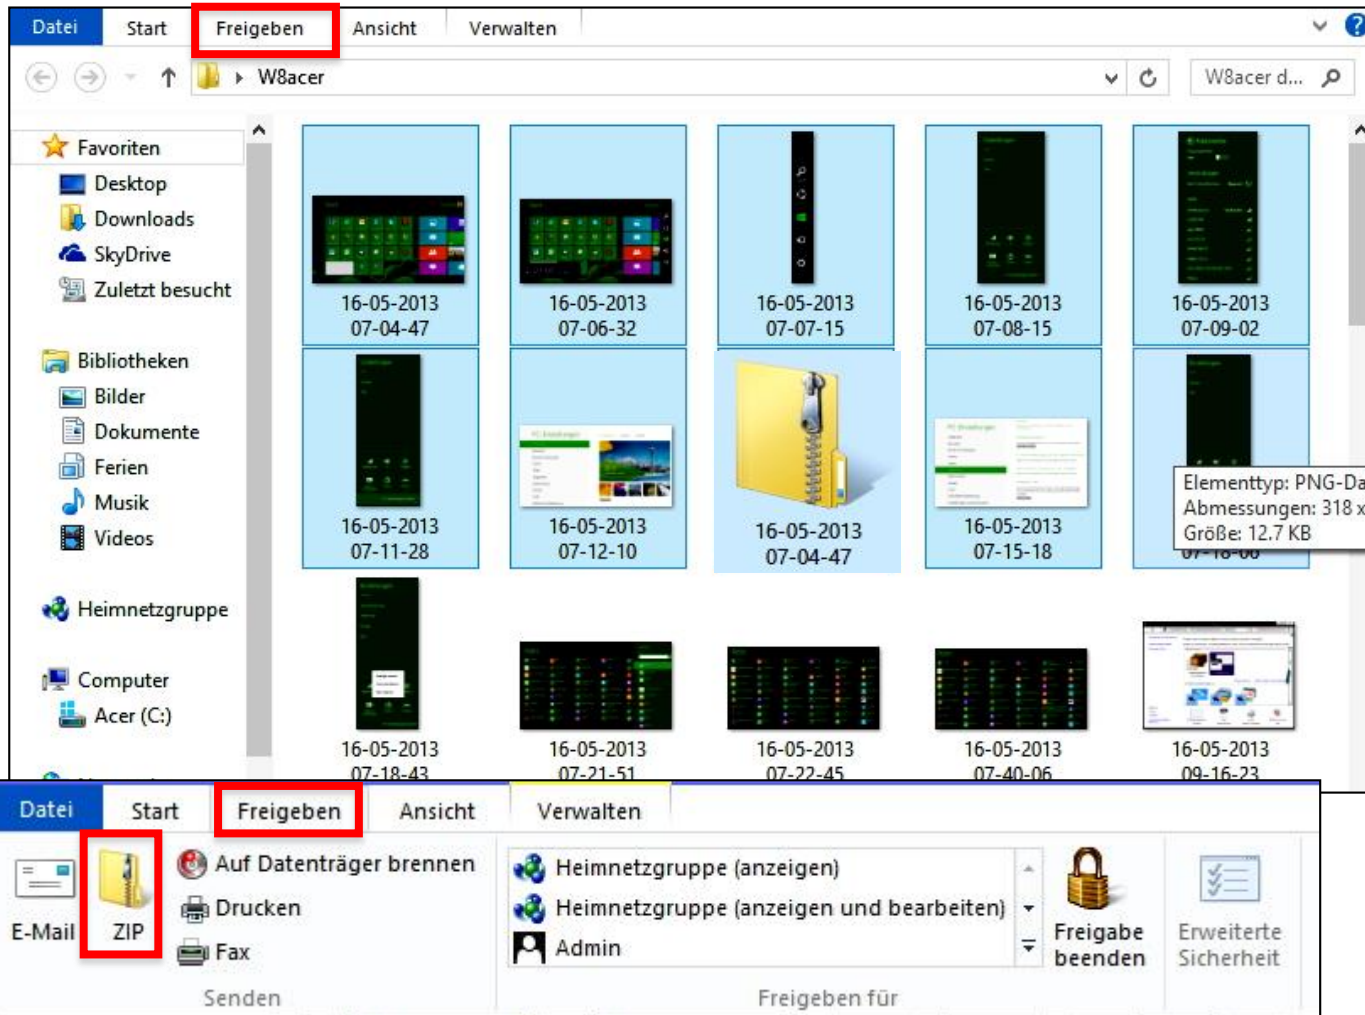 Datei Start Freigeben Ansicht Verwalten
W8acer
W8acer d...
Favoriten
Desktop
Downloads
SkyDrive
Zuletzt besucht
Bibliotheken
Bilder
Dokumente
Ferien
Musik
Videos
Heimnetzgruppe
Computer
Acer (C:)
16-05-2013
07-04-47
16-05-2013
07-06-32
16-05-2013
07-07-15
16-05-2013
07-08-15
16-05-2013
07-09-02
16-05-2013
07-11-28
16-05-2013
07-12-10
16-05-2013
07-04-47
16-05-2013
07-15-18
Elementtyp: PNG-Da
Abmessungen: 318 x
Größe: 12.7 KB
07-18-06
16-05-2013
07-18-43
16-05-2013
07-21-51
16-05-2013
07-22-45
16-05-2013
07-40-06
16-05-2013
09-16-23
Datei Start Freigeben Ansicht Verwalten
E-Mail
ZIP
Auf Datenträger brennen
Drucken
Fax
Senden
Heimnetzgruppe (anzeigen)
Heimnetzgruppe (anzeigen und bearbeiten)
Admin
Freigabe
beenden
Freigeben für
Erweiterte
Sicherheit